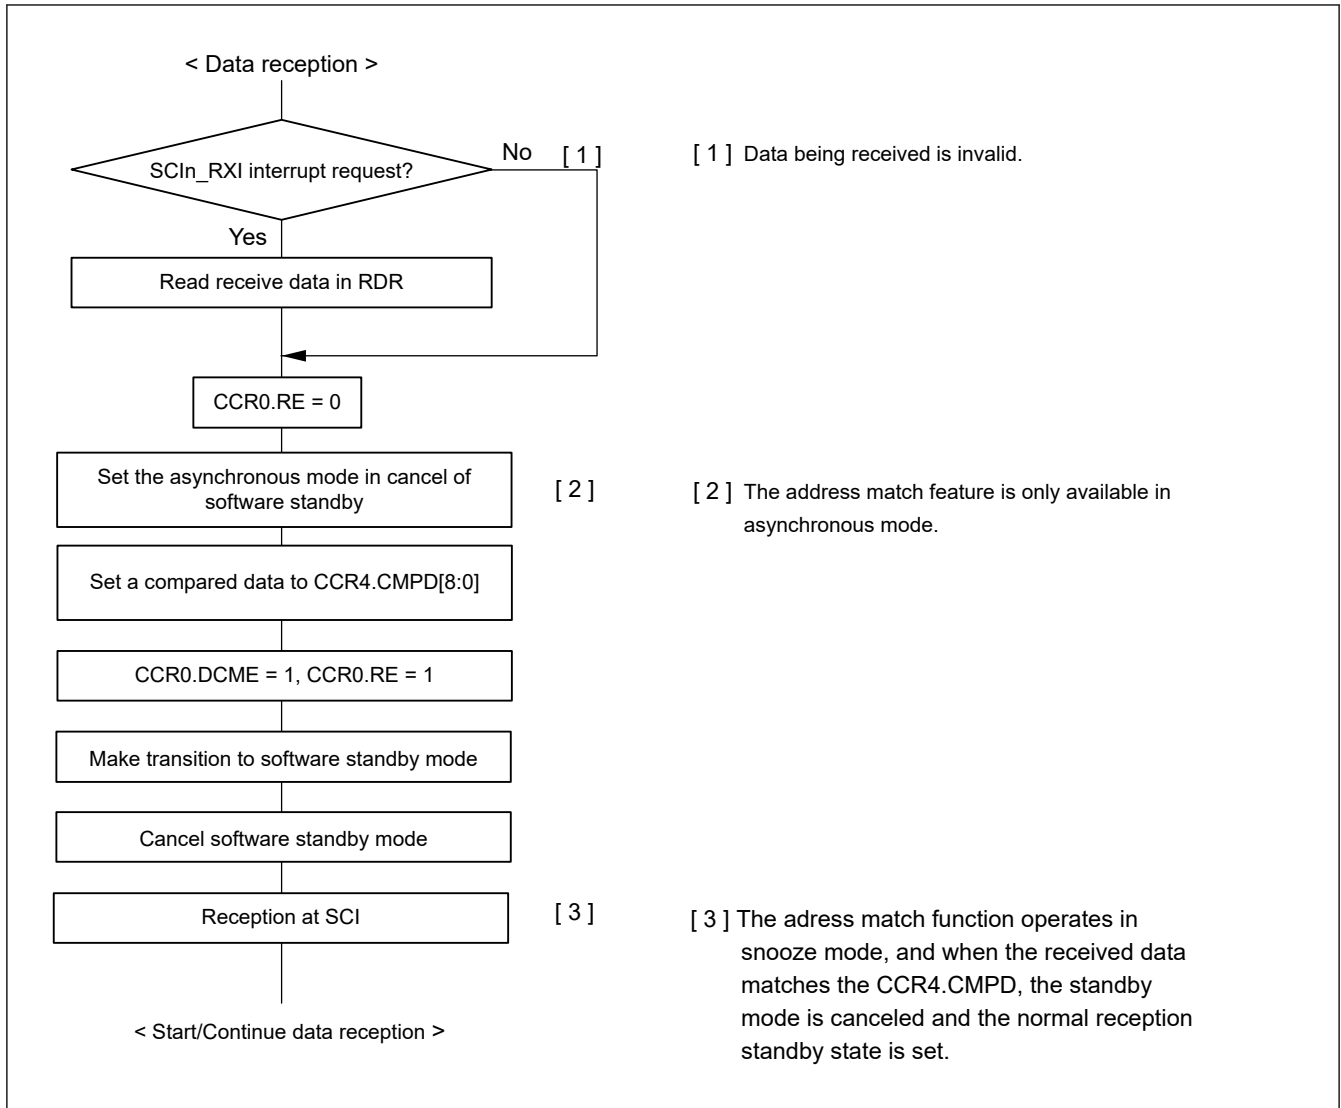 < Data reception >
SCIn_RXI interrupt request?
No [ 1 ]
[ 1 ] Data being received is invalid.
Yes
Read receive data in RDR
CCR0.RE = 0
Set the asynchronous mode in cancel of
software standby
[ 2 ]
[ 2 ] The address match feature is only available in
asynchronous mode.
Set a compared data to CCR4.CMPD[8:0]
CCR0.DCME = 1, CCR0.RE = 1
Make transition to software standby mode
Cancel software standby mode
Reception at SCI
[ 3 ]
[ 3 ] The adress match function operates in
snooze mode, and when the received data
matches the CCR4.CMPD, the standby
mode is canceled and the normal reception
standby state is set.
< Start/Continue data reception >